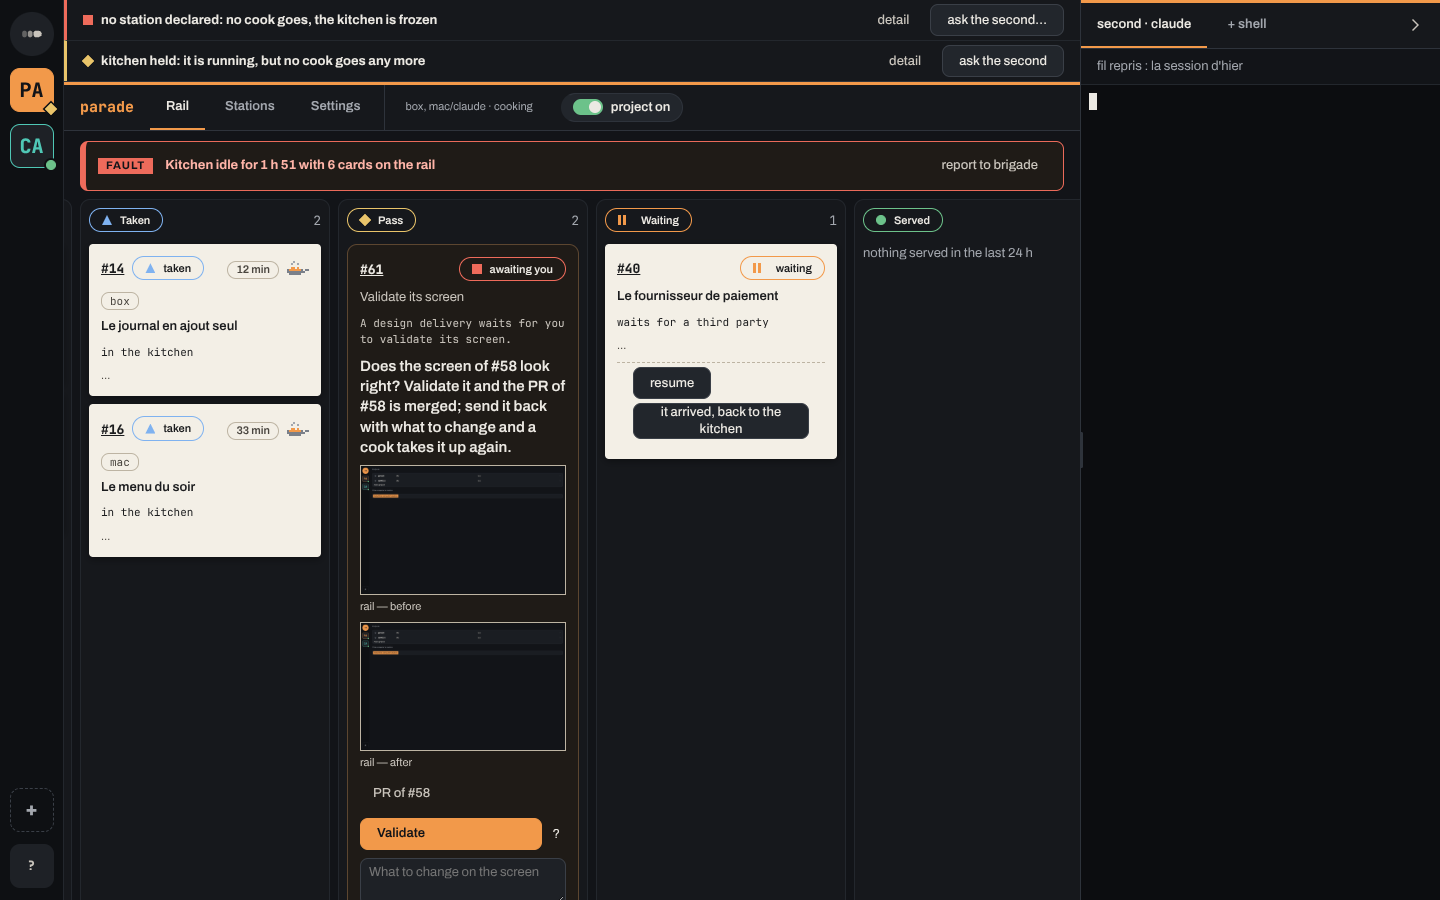 no station declared: no cook goes, the kitchen is frozen
detail
ask the second...
kitchen held: it is running, but no cook goes any more
detail
ask the second
second · claude
+ shell
fil repris : la session d'hier
PA
CA
+
?
parade
Rail
Stations
Settings
box, mac/claude · cooking
project on
FAULT
Kitchen idle for 1 h 51 with 6 cards on the rail
report to brigade
Taken
2
#14
taken
12 min
box
Le journal en ajout seul
in the kitchen
...
#16
taken
33 min
mac
Le menu du soir
in the kitchen
...
Pass
2
#61
awaiting you
Validate its screen
A design delivery waits for you
to validate its screen.
Does the screen of #58 look
right? Validate it and the PR of
#58 is merged; send it back
with what to change and a
cook takes it up again.
rail — before
rail — after
PR of #58
Validate
?
What to change on the screen
Waiting
1
#40
waiting
Le fournisseur de paiement
waits for a third party
...
resume
it arrived, back to the
kitchen
Served
nothing served in the last 24 h